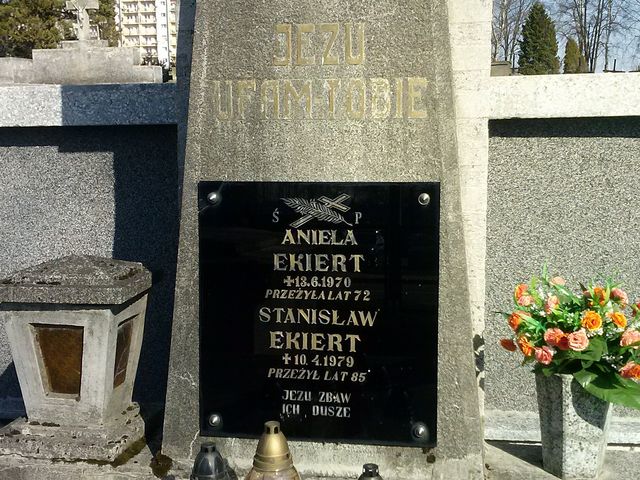 JEZU
UFAM TOBIE
Ś P
ANIELA
EKIERT
✝13.6.1970
PRZEŻYŁA LAT 72
STANISŁAW
EKIERT
✝10.4.1979
PRZEŻYŁ LAT 85
JEZU ZBAW
ICH DUSZE